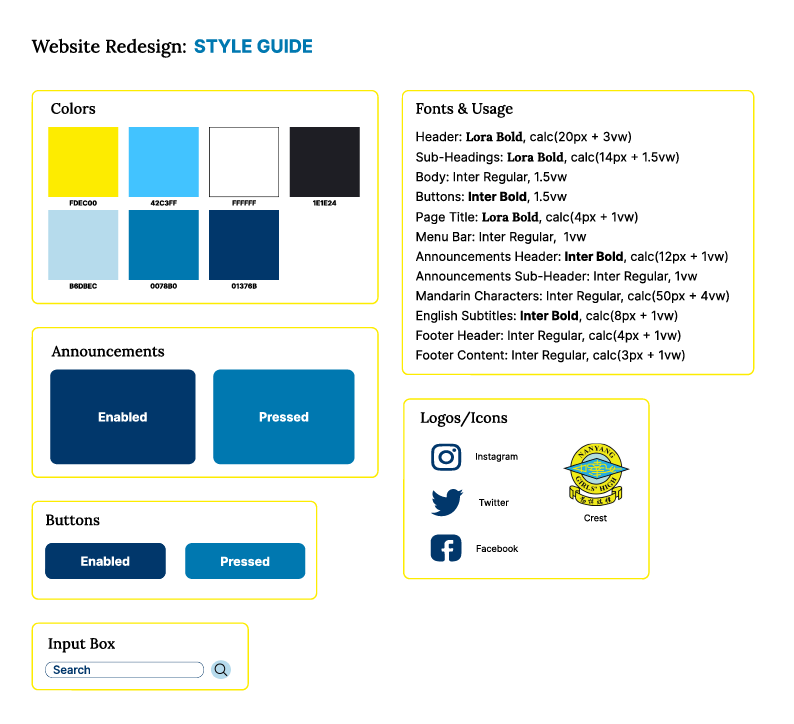 Website Redesign: STYLE GUIDE
Colors
FDEC00
42C3FF
FFFFFF
1E1E24
B6DBEC
0078B0
01376B
Announcements
Enabled
Pressed
Buttons
Enabled
Pressed
Input Box
Search
Fonts & Usage
Header: Lora Bold, calc(20px + 3vw)
Sub-Headings: Lora Bold, calc(14px + 1.5vw)
Body: Inter Regular, 1.5vw
Buttons: Inter Bold, 1.5vw
Page Title: Lora Bold, calc(4px + 1vw)
Menu Bar: Inter Regular, 1vw
Announcements Header: Inter Bold, calc(12px + 1vw)
Announcements Sub-Header: Inter Regular, 1vw
Mandarin Characters: Inter Regular, calc(50px + 4vw)
English Subtitles: Inter Bold, calc(8px + 1vw)
Footer Header: Inter Regular, calc(4px + 1vw)
Footer Content: Inter Regular, calc(3px + 1vw)
Logos/Icons
Instagram
Twitter
Facebook
NANYANG
GIRLS' HIGH
Crest